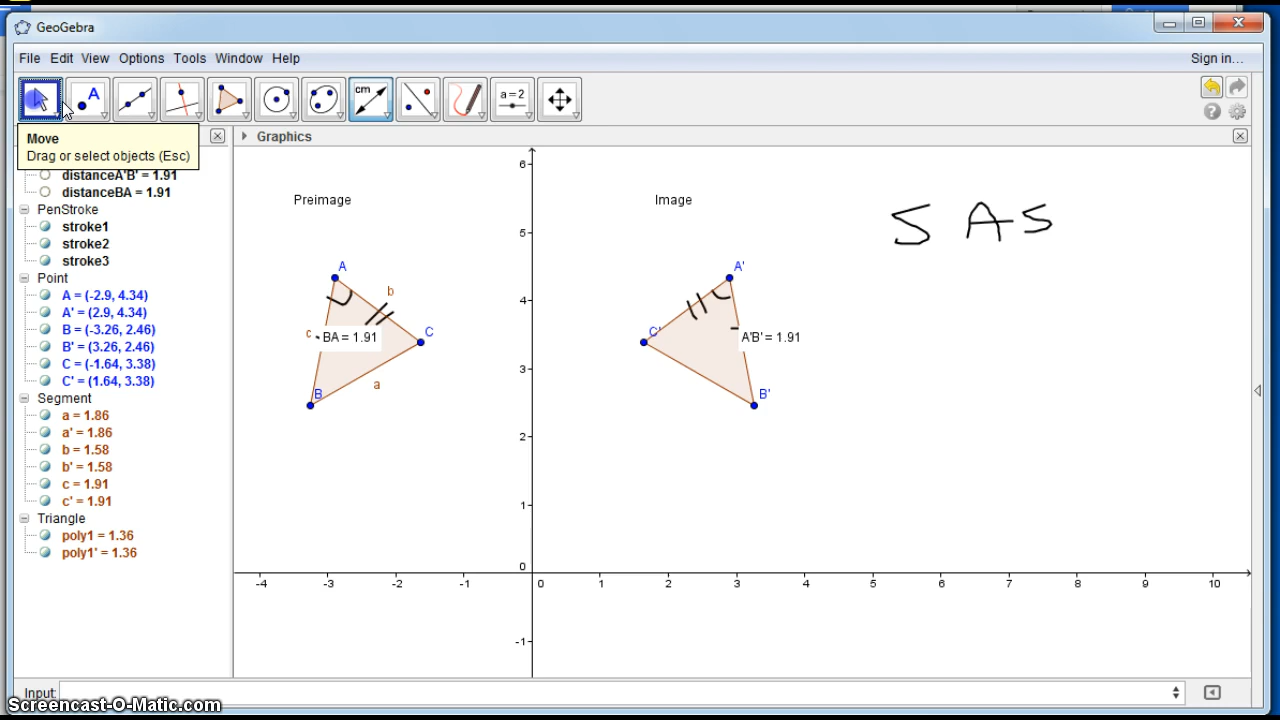 GeoGebra
File Edit View Options Tools Window Help
Sign in...
A
cm
a=2
Move
Drag or select objects (Esc)
Graphics
distanceA'B' = 1.91
distanceBA = 1.91
PenStroke
stroke1
stroke2
stroke3
Point
A = (-2.9, 4.34)
A' = (2.9, 4.34)
B = (-3.26, 2.46)
B' = (3.26, 2.46)
C = (-1.64, 3.38)
C' = (1.64, 3.38)
Segment
a = 1.86
a' = 1.86
b = 1.58
b' = 1.58
c = 1.91
c' = 1.91
Triangle
poly1 = 1.36
poly1' = 1.36
Preimage
Image
S A S
A
b
c
BA = 1.91
C
a
B
A'
C'
A'B' = 1.91
B'
6
5
4
3
2
1
0
-1
-4 -3 -2 -1 0 1 2 3 4 5 6 7 8 9 10
Input:
Screencast-O-Matic.com